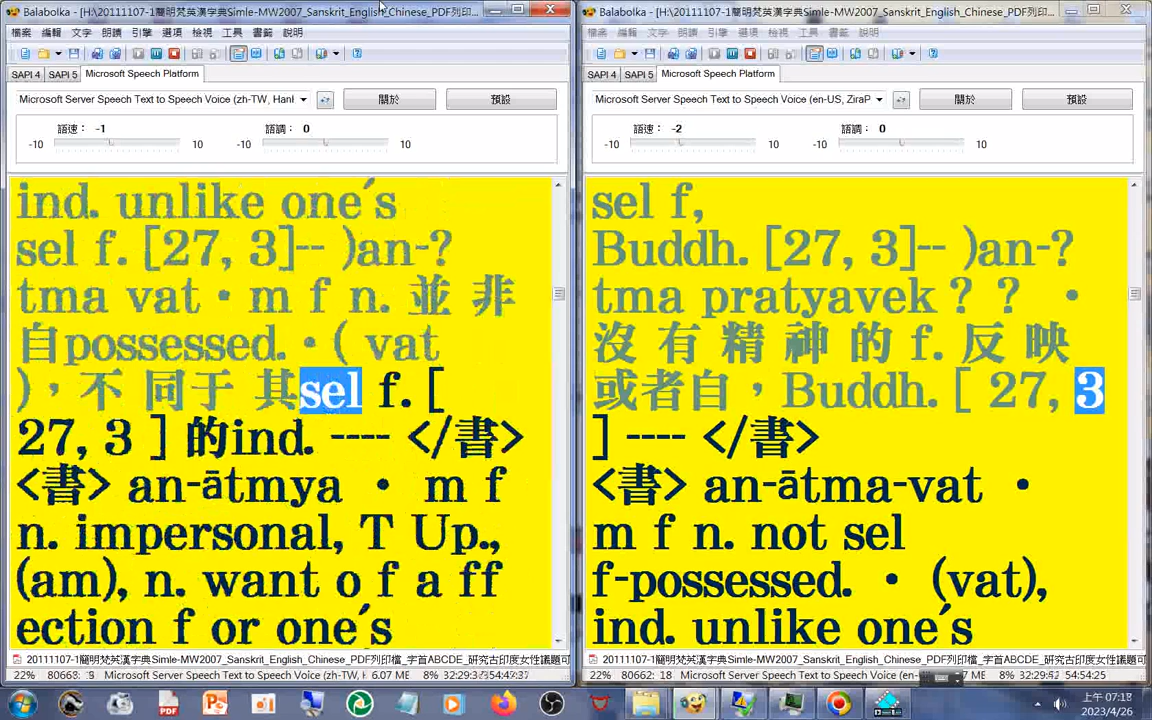 Balabolka - [H:\20111107-1簡明梵英漢字典Simle-MW2007_Sanskrit_English_Chinese_PDF列印...
檔案 編輯 文字 朗讀 引擎 選項 檢視 工具 書籤 說明
SAPI 4 SAPI 5 Microsoft Speech Platform
Microsoft Server Speech Text to Speech Voice (zh-TW, HanI
關於 預設
語速： -1 語調： 0
-10 10 -10 10
ind. unlike one´s
sel f. [27, 3]-- )an-?
tma vat • m f n. 並 非
自possessed. • ( vat
)，不 同于 其sel f. [
27, 3 ] 的ind. ---- </書>
<書> an-ātmya • m f
n. impersonal, T Up.,
(am), n. want o f a ff
ection f or one´s
20111107-1簡明梵英漢字典Simle-MW2007_Sanskrit_English_Chinese_PDF列印檔_字首ABCDE_研究古印度女性議題可
22% 80663: Microsoft Server Speech Text to Speech Voice (zh-TW, H 6.07 ME 8% 32:29:
Balabolka - [H:\20111107-1簡明梵英漢字典Simle-MW2007_Sanskrit_English_Chinese_PDF列印...
檔案 編輯 文字 朗讀 引擎 選項 檢視 工具 書籤 說明
SAPI 4 SAPI 5 Microsoft Speech Platform
Microsoft Server Speech Text to Speech Voice (en-US, ZiraP
關於 預設
語速： -2 語調： 0
-10 10 -10 10
sel f,
Buddh. [27, 3]-- )an-?
tma pratyavek ? ? •
沒 有 精 神 的 f. 反 映
或者自，Buddh. [ 27, 3
] ---- </書>
<書> an-ātma-vat •
m f n. not sel
f-possessed. • (vat),
ind. unlike one´s
20111107-1簡明梵英漢字典Simle-MW2007_Sanskrit_English_Chinese_PDF列印檔_字首ABCDE_研究古印度女性議題可
22% 80662: 18 Microsoft Server Speech Text to Speech Voice (en-US, 8% 54:54:25
上午 07:18
2023/4/26